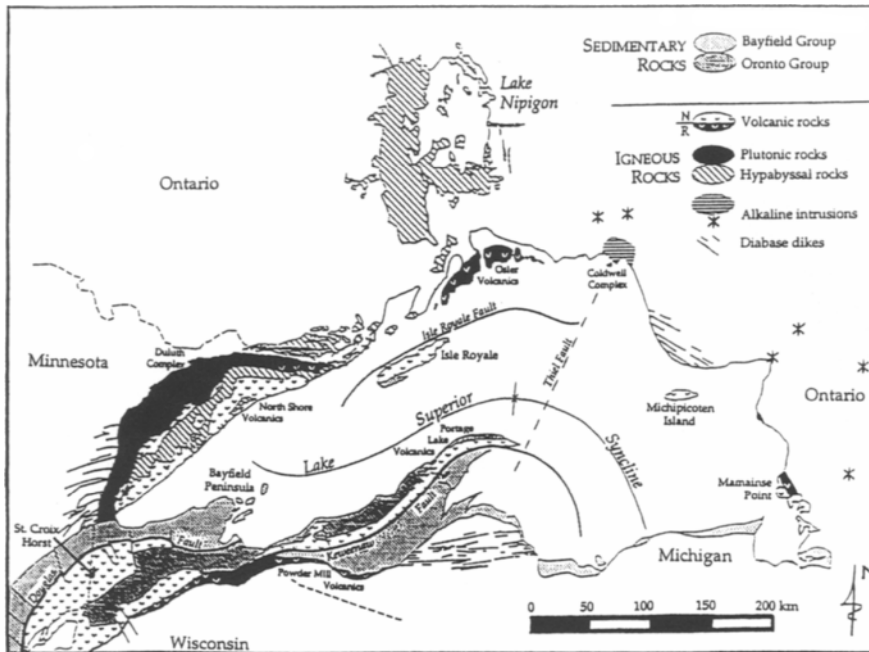 SEDIMENTARY
ROCKS
Bayfield Group
Oronto Group
N
R
Volcanic rocks
IGNEOUS
ROCKS
Plutonic rocks
Hypabyssal rocks
Alkaline intrusions
Diabase dikes
Lake
Nipigon
Ontario
Osler
Volcanics
Coldwell
Complex
Isle Royale Fault
Thiel Fault
Isle Royale
Minnesota
Duluth
Complex
North Shore
Volcanics
Lake Superior Syncline
Michipicoten
Island
Ontario
Portage
Lake
Volcanics
Bayfield
Peninsula
Mamainse
Point
St. Croix
Horst
Douglas Fault
Keweenaw Fault
Powder Mill
Volcanics
Michigan
Wisconsin
N
0 50 100 150 200 km